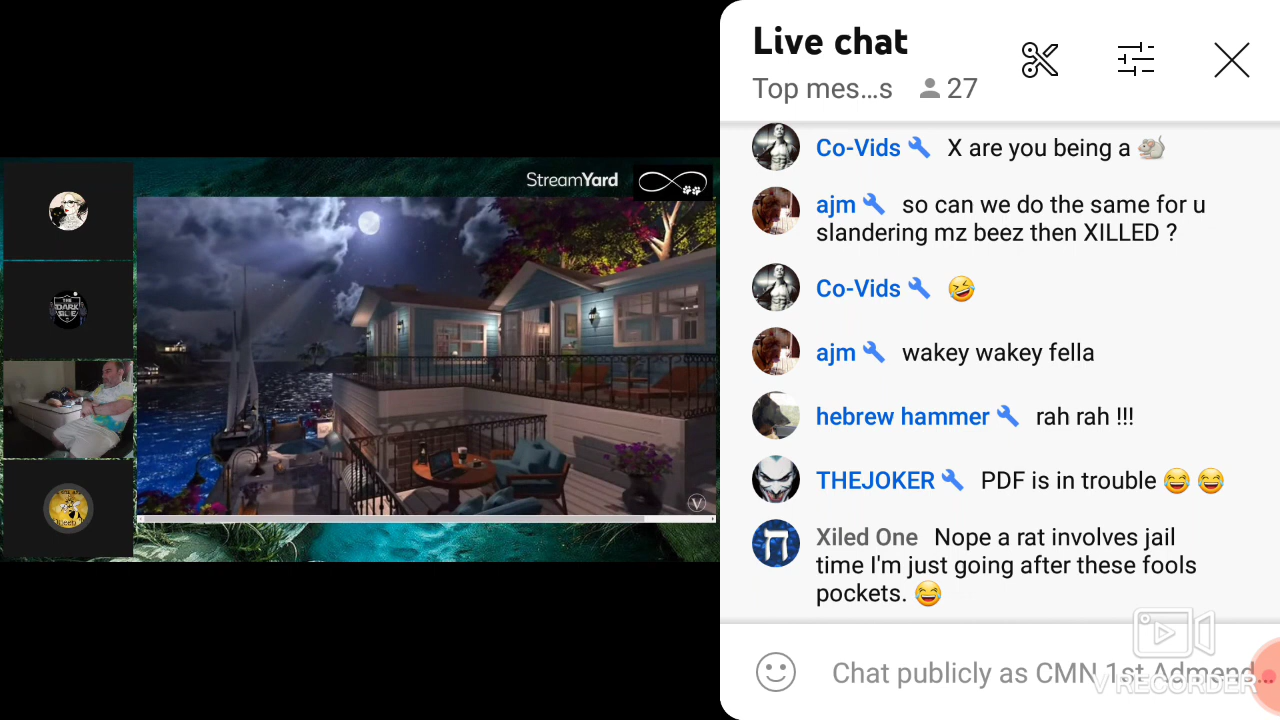 StreamYard
THE
DARK
BLUE
V
Live chat
Top mes...s 27
Co-Vids X are you being a 🐀
ajm so can we do the same for u
slandering mz beez then XILLED ?
Co-Vids 🤣
ajm wakey wakey fella
hebrew hammer rah rah !!!
THEJOKER PDF is in trouble 😂 😂
ח
Xiled One Nope a rat involves jail
time I'm just going after these fools
pockets. 😂
Chat publicly as CMN 1st Admend...
V RECORDER